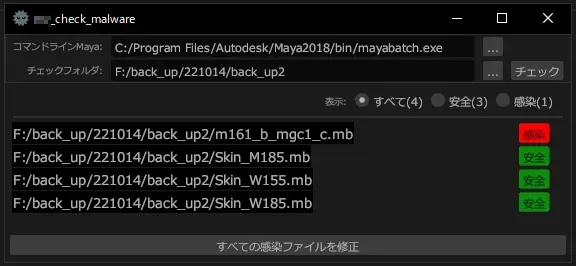 _check_malware
コマンドラインMaya: C:/Program Files/Autodesk/Maya2018/bin/mayabatch.exe ...
チェックフォルダ: F:/back_up/221014/back_up2 ... チェック
表示: すべて(4) 安全(3) 感染(1)
F:/back_up/221014/back_up2/m161_b_mgc1_c.mb 感染
F:/back_up/221014/back_up2/Skin_M185.mb 安全
F:/back_up/221014/back_up2/Skin_W155.mb 安全
F:/back_up/221014/back_up2/Skin_W185.mb 安全
すべての感染ファイルを修正